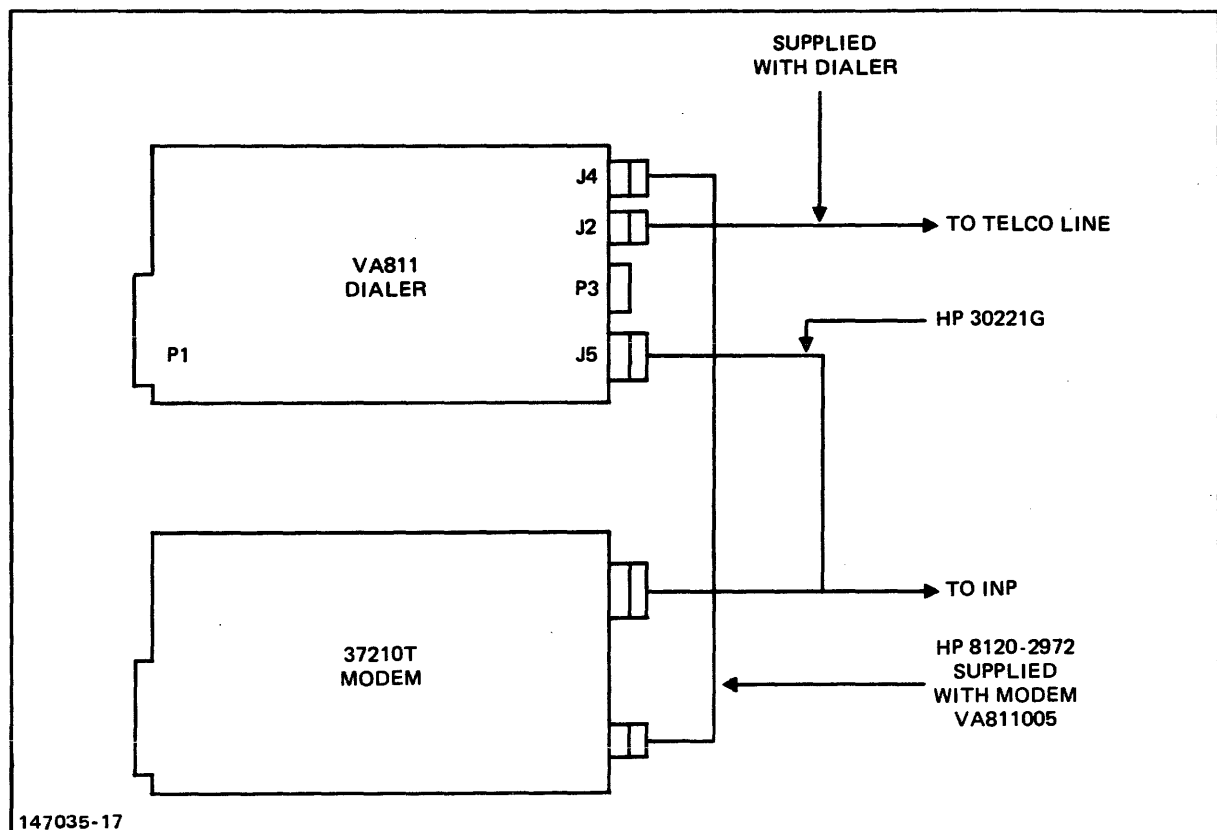 SUPPLIED
WITH DIALER
J4
J2
TO TELCO LINE
VA811
DIALER
P3
HP 30221G
P1
J5
TO INP
37210T
MODEM
HP 8120-2972
SUPPLIED
WITH MODEM
VA811005
147035-17